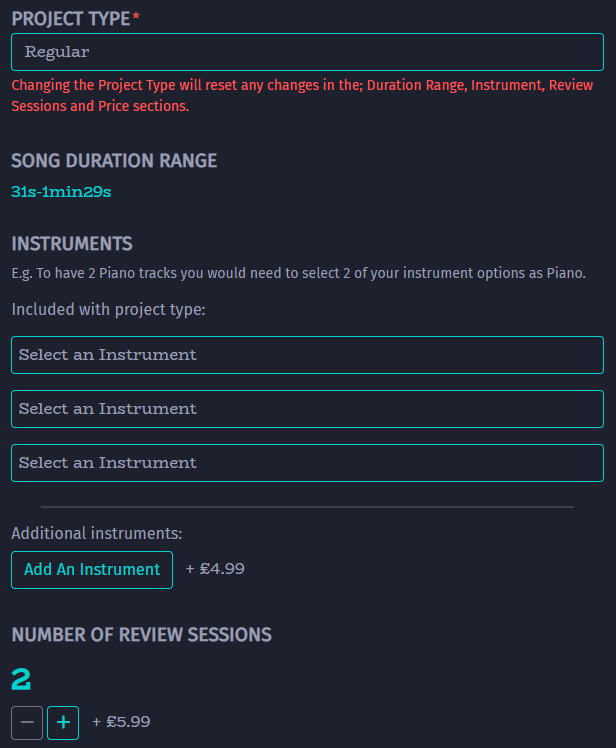 PROJECT TYPE*
Regular
Changing the Project Type will reset any changes in the; Duration Range, Instrument, Review
Sessions and Price sections.
SONG DURATION RANGE
31s-1min29s
INSTRUMENTS
E.g. To have 2 Piano tracks you would need to select 2 of your instrument options as Piano.
Included with project type:
Select an Instrument
Select an Instrument
Select an Instrument
Additional instruments:
Add An Instrument + £4.99
NUMBER OF REVIEW SESSIONS
2
− + + £5.99